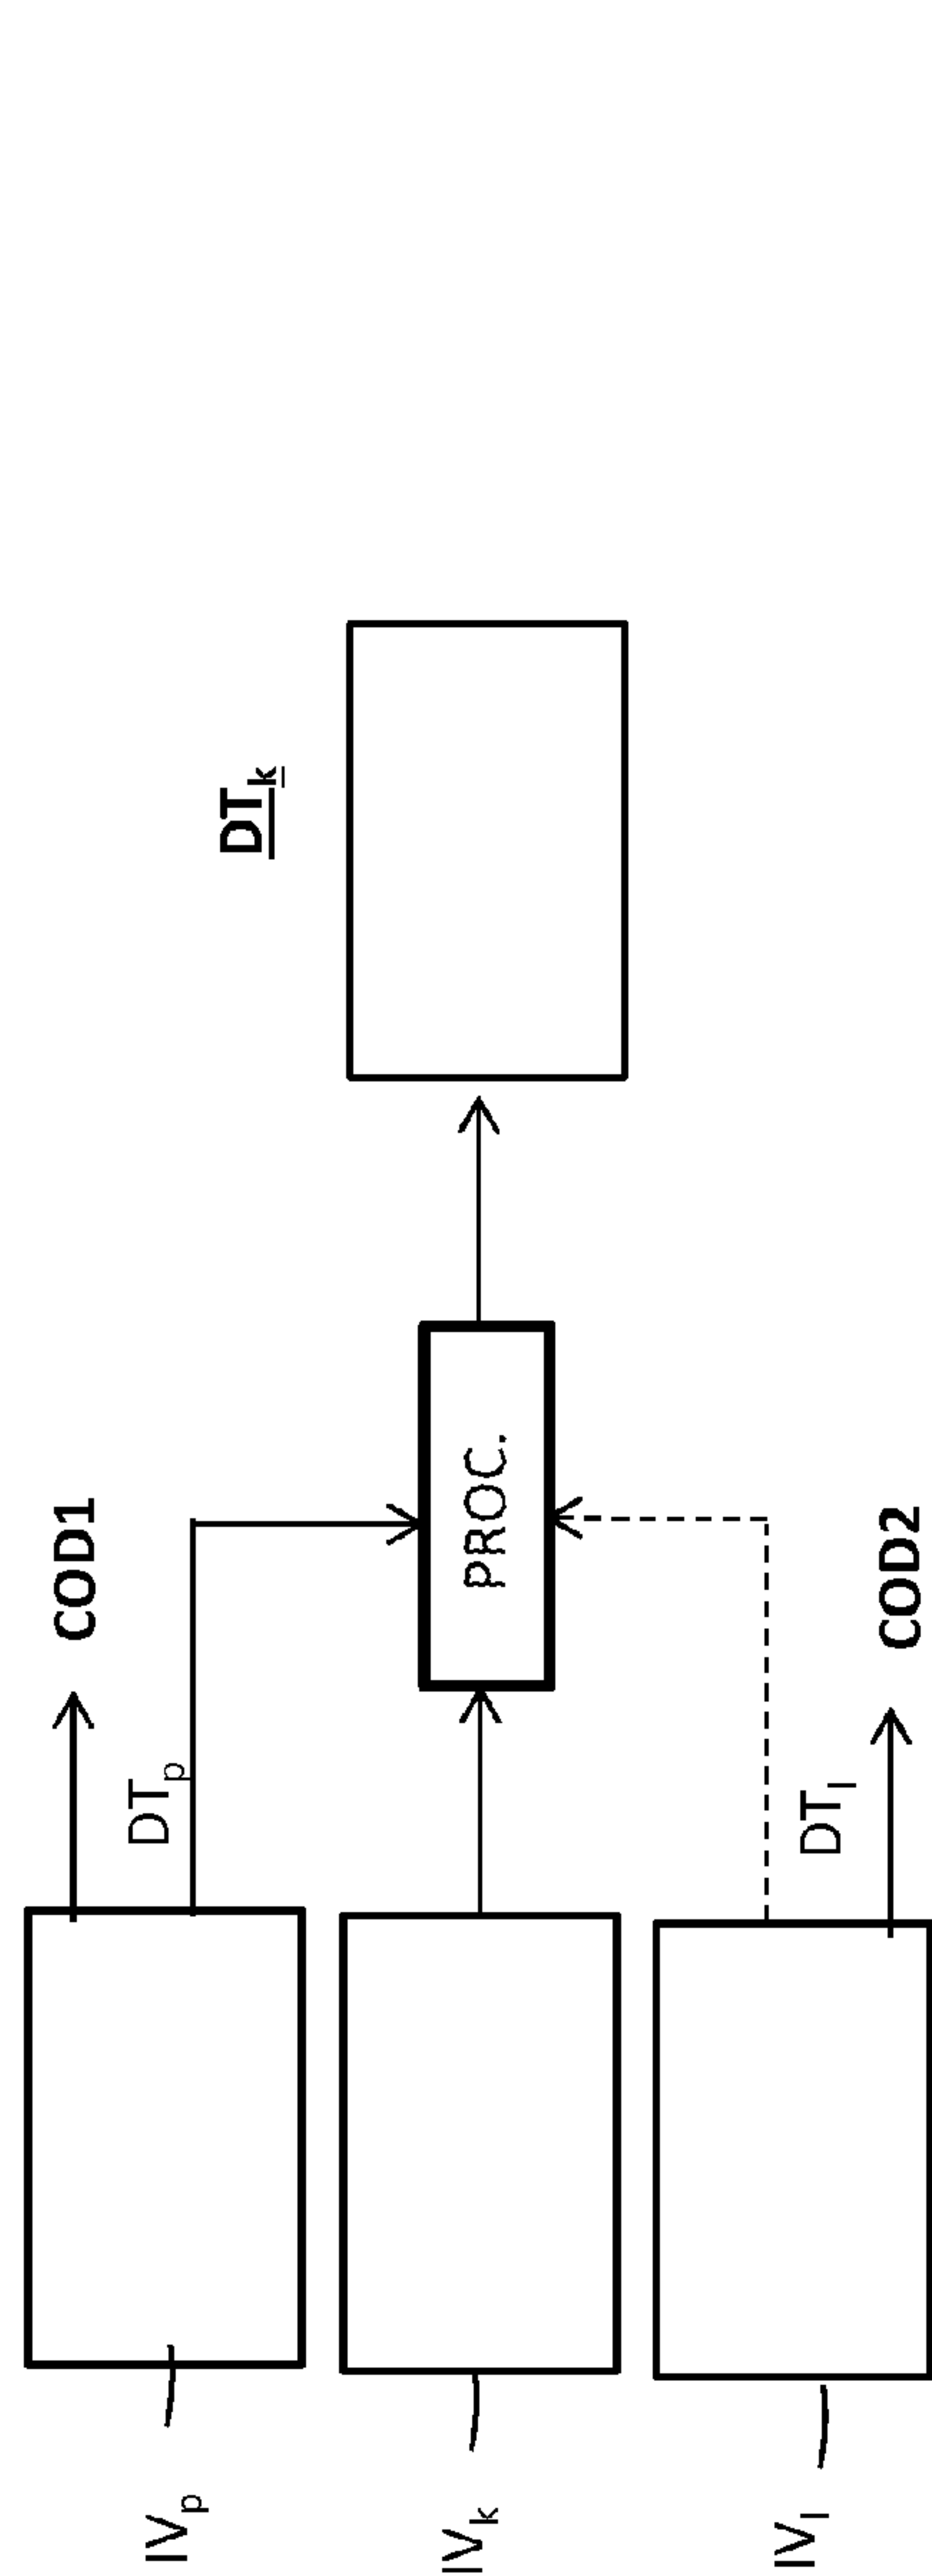 COD1
DTₚ
IVₚ
DTₖ
PROC.
IVₖ
DTₗ
COD2
IVₗ